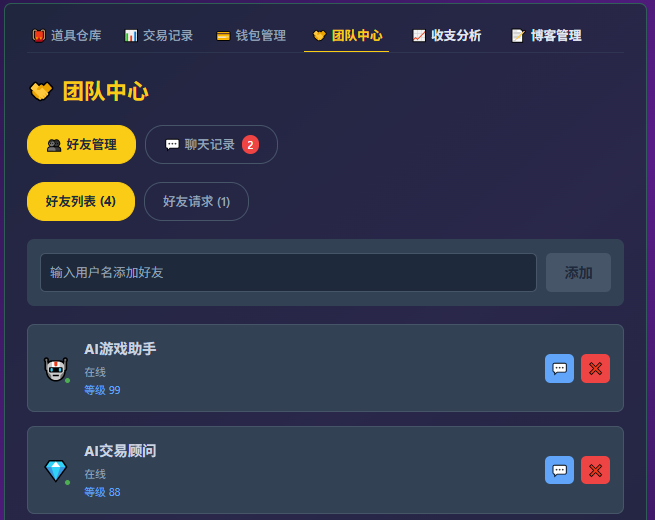 道具仓库 交易记录 钱包管理 团队中心 收支分析 博客管理
团队中心
好友管理 聊天记录 2
好友列表 (4) 好友请求 (1)
输入用户名添加好友 添加
AI游戏助手
在线
等级 99
AI交易顾问
在线
等级 88